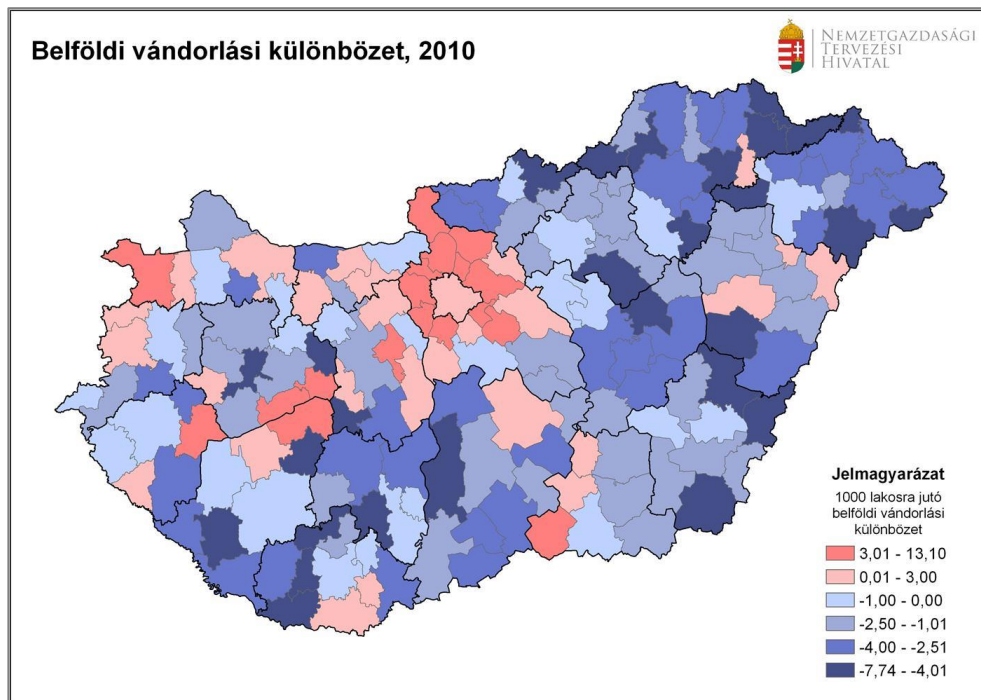 Belföldi vándorlási különbözet, 2010
NEMZETGAZDASÁGI
TERVEZÉSI
HIVATAL
Jelmagyarázat
1000 lakosra jutó
belföldi vándorlási
különbözet
3,01 - 13,10
0,01 - 3,00
-1,00 - 0,00
-2,50 - -1,01
-4,00 - -2,51
-7,74 - -4,01